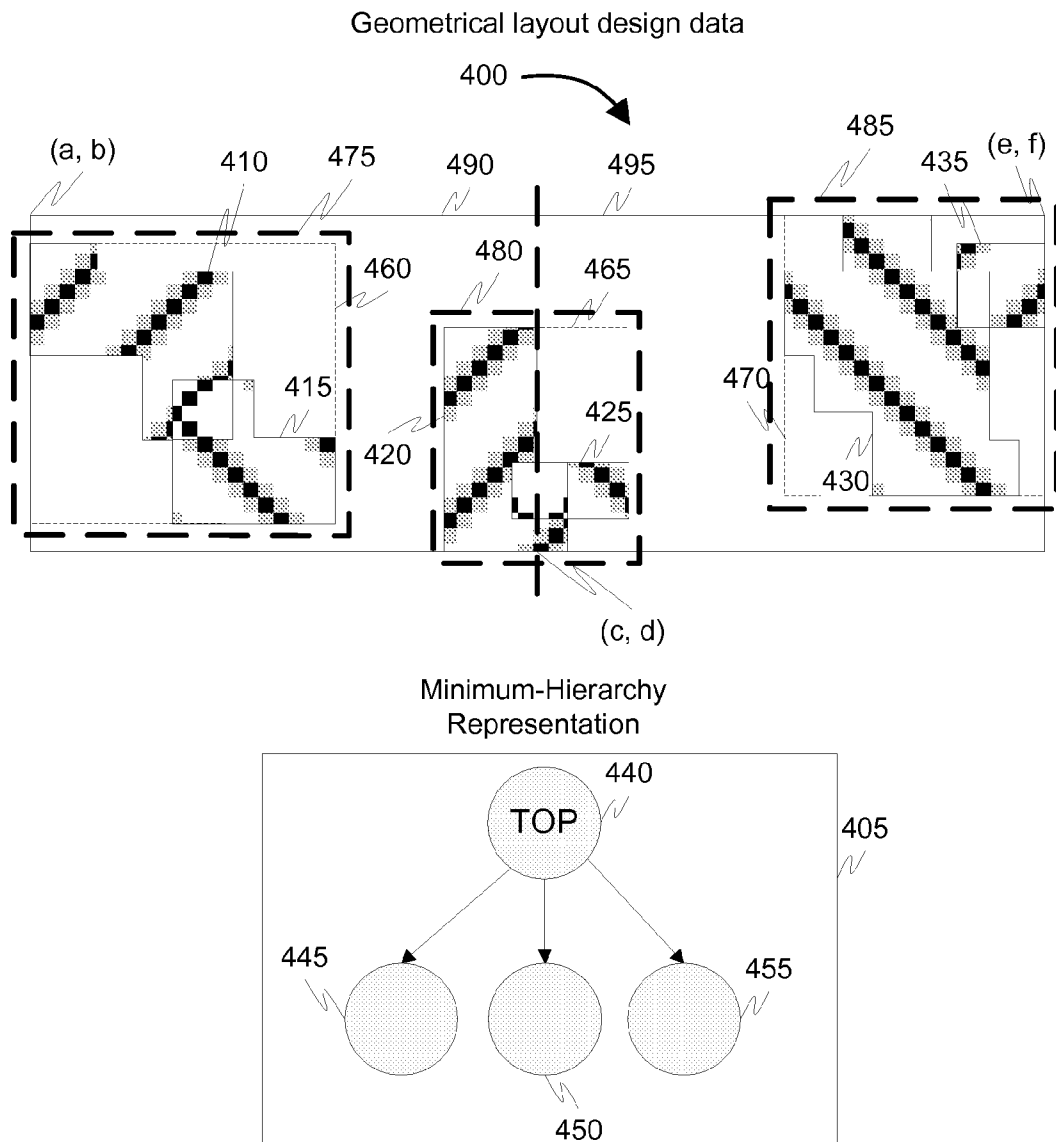 Geometrical layout design data
400
(a, b)
410
475
490
495
485
435
(e, f)
480
460
465
415
470
425
420
430
(c, d)
Minimum-Hierarchy
Representation
440
TOP
405
445
455
450